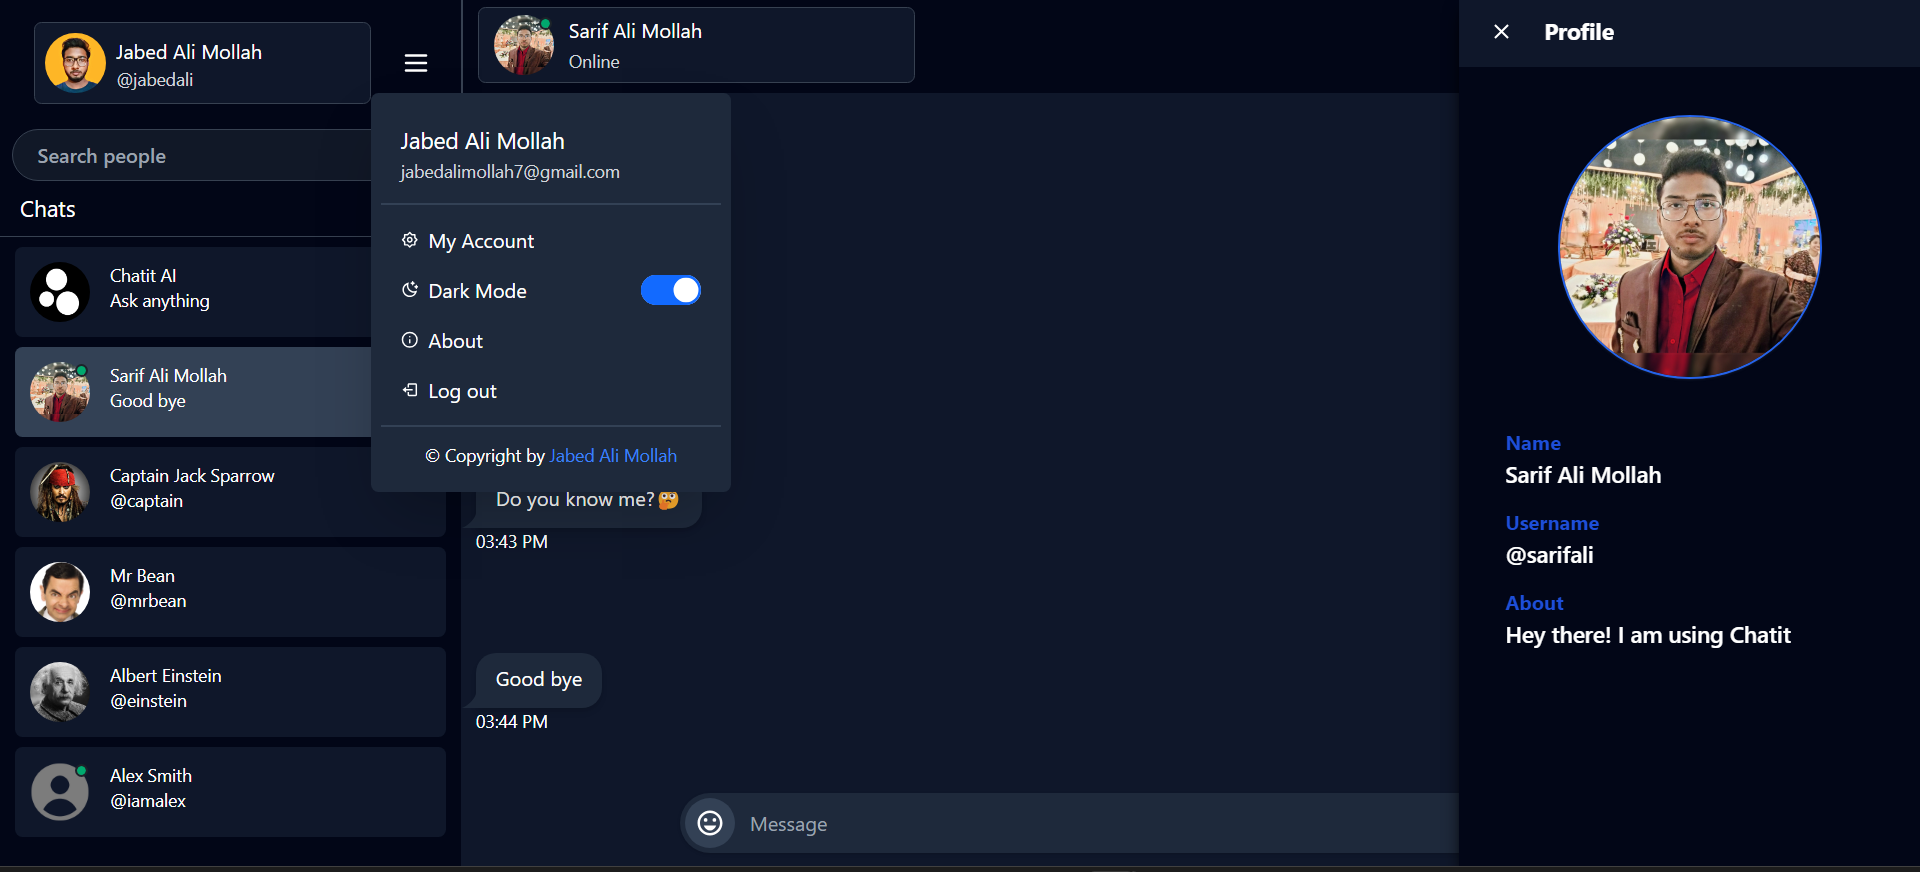 Jabed Ali Mollah
@jabedali
Search people
Chats
Chatit AI
Ask anything
Sarif Ali Mollah
Good bye
Captain Jack Sparrow
@captain
Mr Bean
@mrbean
Albert Einstein
@einstein
Alex Smith
@iamalex
Jabed Ali Mollah
jabedalimollah7@gmail.com
My Account
Dark Mode
About
Log out
© Copyright by Jabed Ali Mollah
Sarif Ali Mollah
Online
Do you know me?🤔
03:43 PM
Good bye
03:44 PM
Message
Profile
Name
Sarif Ali Mollah
Username
@sarifali
About
Hey there! I am using Chatit